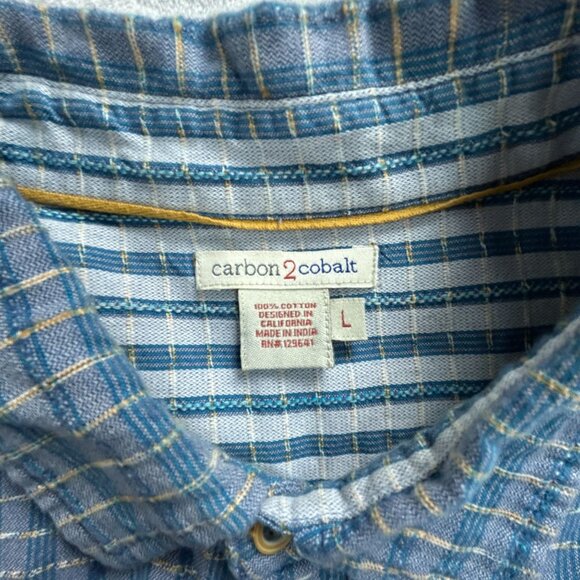 carbon2cobalt
100% COTTON
DESIGNED IN
CALIFORNIA
MADE IN INDIA
RN# 129641
L